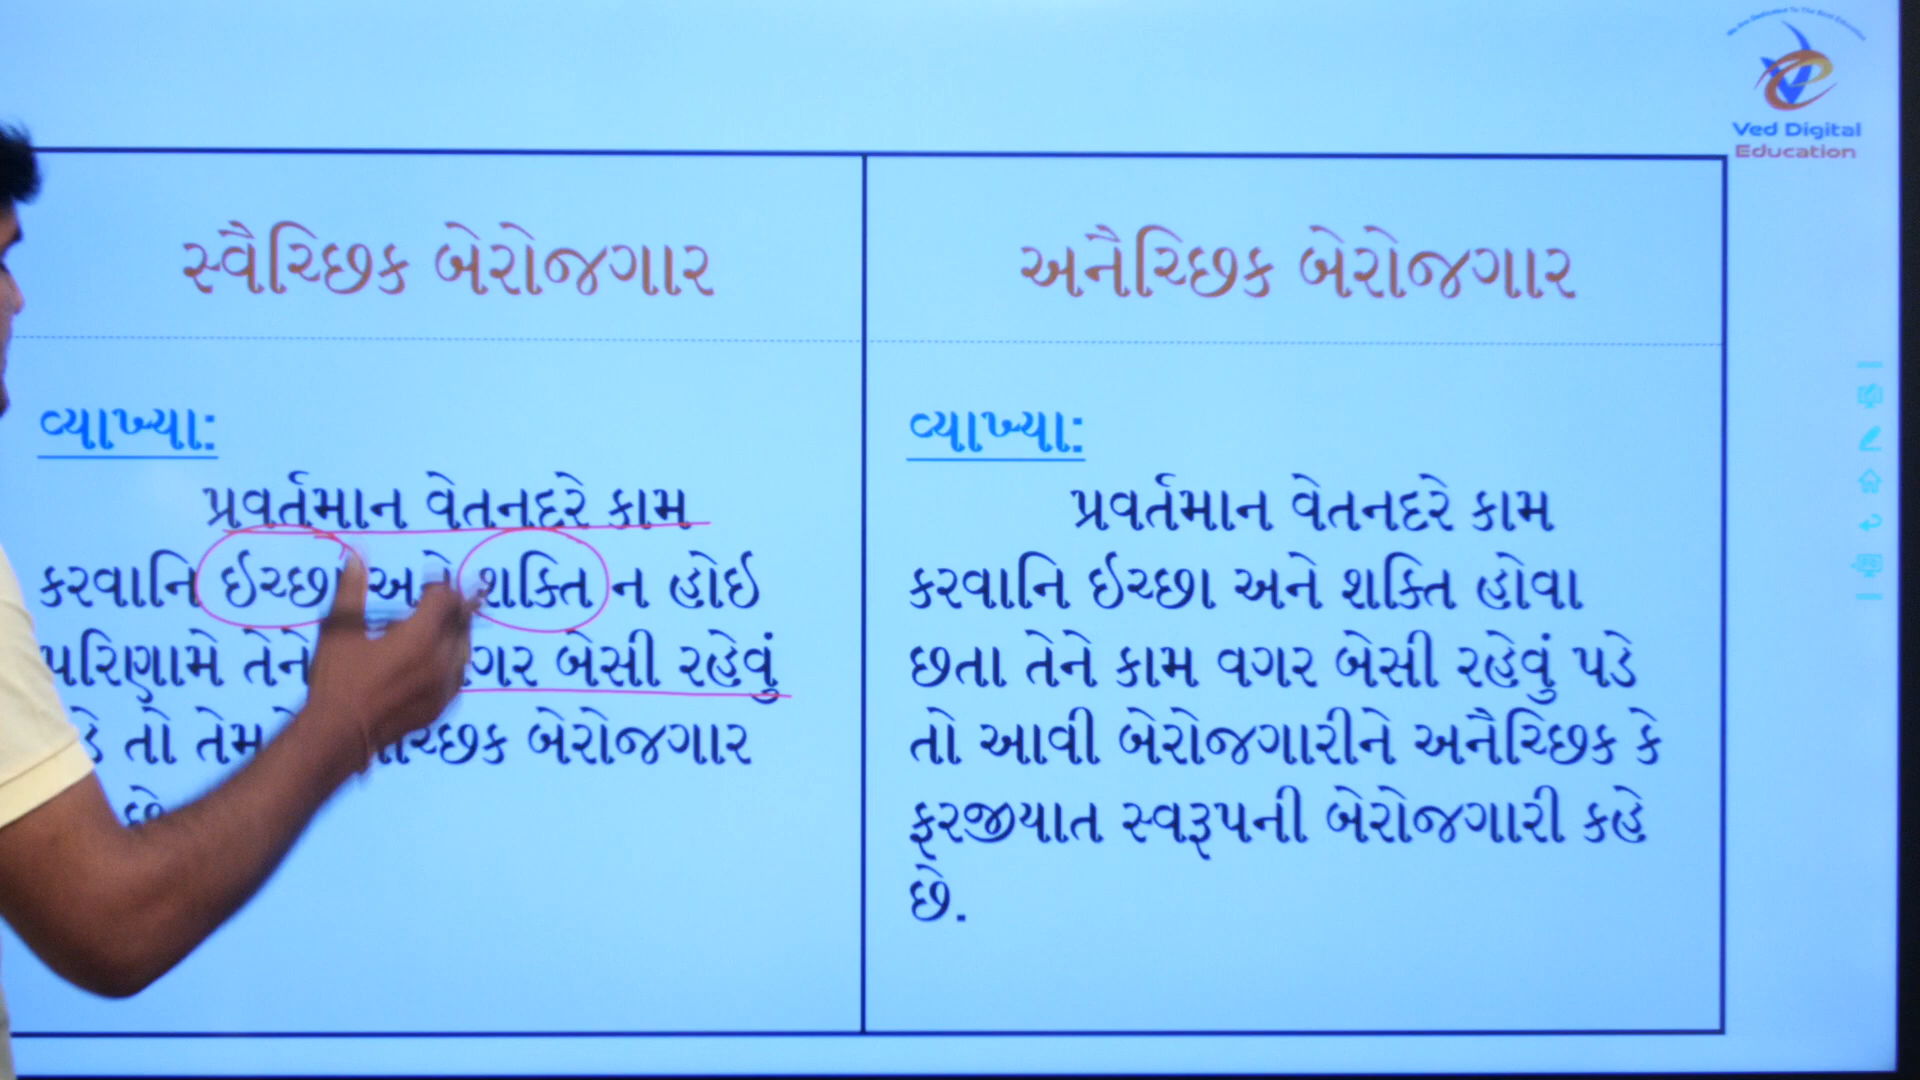 Ved Digital
Education
સ્વૈચ્છિક બેરોજગાર
વ્યાખ્યા:
પ્રવર્તમાન વેતનદરે કામ
કરવાનિ ઈચ્છા અને શક્તિ ન હોઈ
પરિણામે તેને બેસી રહેવું
તો બેરોજગાર
છે
અનૈચ્છિક બેરોજગાર
વ્યાખ્યા:
પ્રવર્તમાન વેતનદરે કામ
કરવાનિ ઈચ્છા અને શક્તિ હોવા
છતા તેને કામ વગર બેસી રહેવું પડે
તો આવી બેરોજગારીને અનૈચ્છિક કે
ફરજીયાત સ્વરૂપની બેરોજગારી કહે
છે.